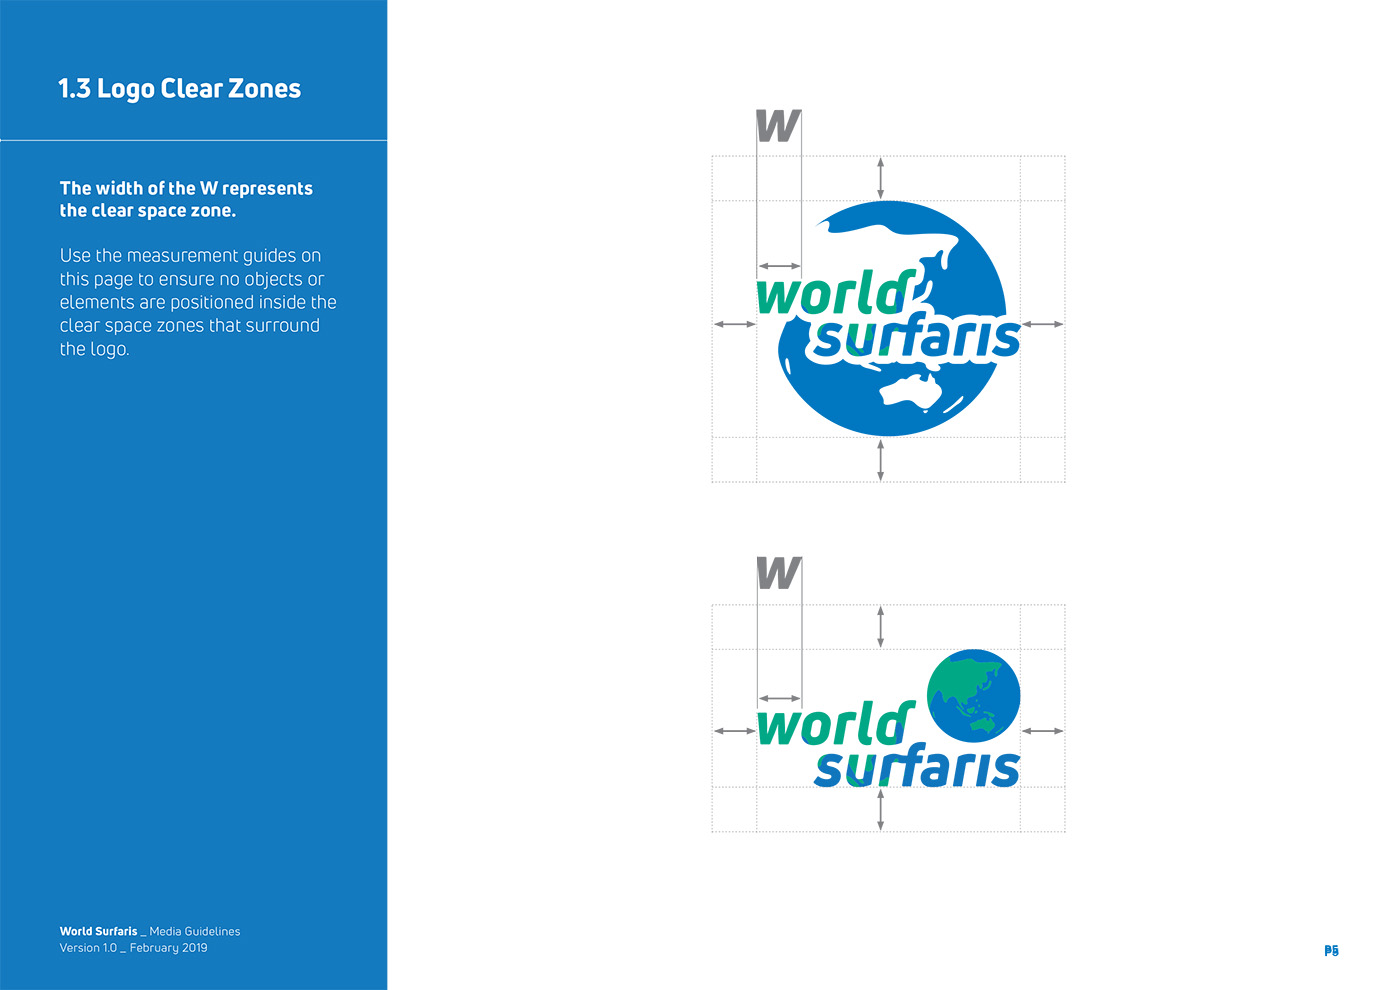 1.3 Logo Clear Zones
The width of the W represents
the clear space zone.
Use the measurement guides on
this page to ensure no objects or
elements are positioned inside the
clear space zones that surround
the logo.
World Surfaris _ Media Guidelines
Version 1.0 _ February 2019
W
world
surfaris
W
world
surfaris
P5